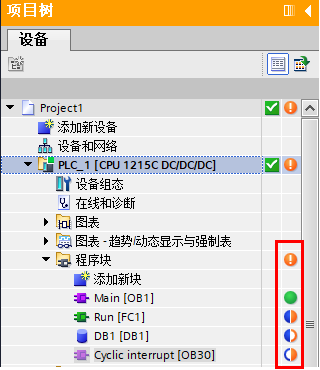 项目树
设备
Project1
添加新设备
设备和网络
PLC_1 [CPU 1215C DC/DC/DC]
设备组态
在线和诊断
图表
图表 - 趋势/动态显示与强制表
程序块
添加新块
Main [OB1]
Run [FC1]
DB1 [DB1]
Cyclic interrupt [OB30]